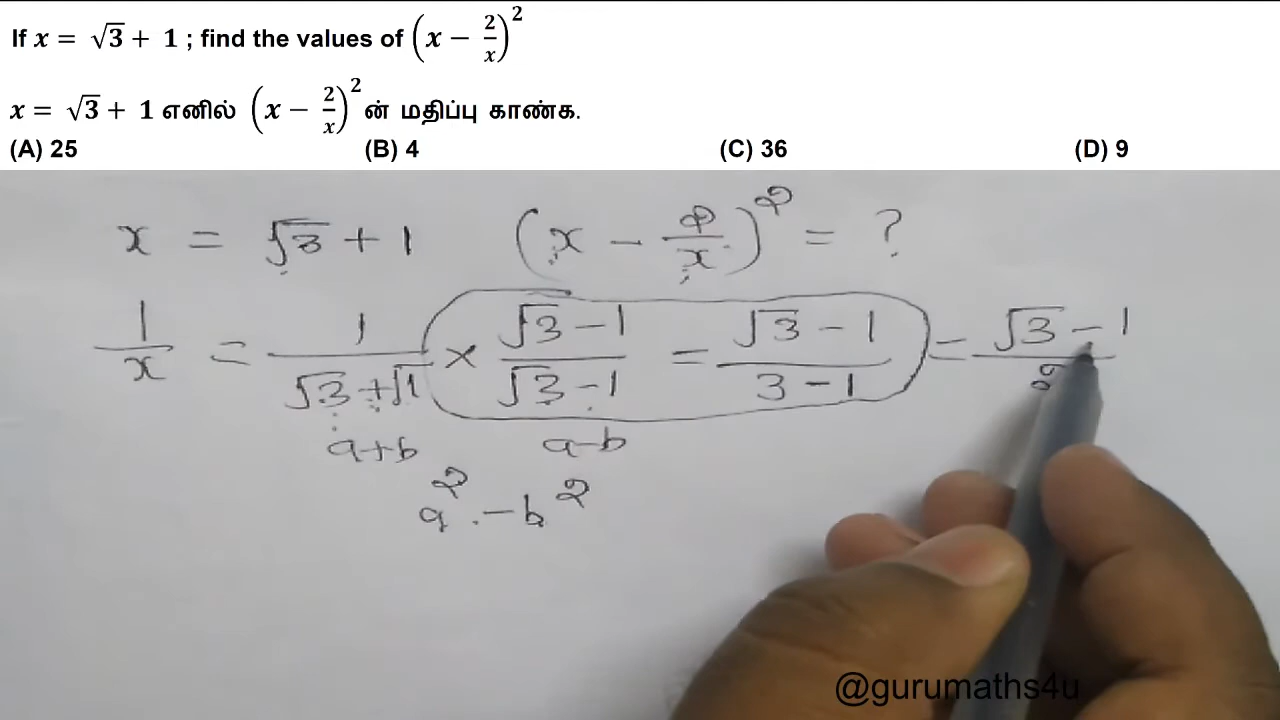 If x = √3 + 1 ; find the values of (x − 2/x)²
x = √3 + 1 எனில் (x − 2/x)² ன் மதிப்பு காண்க.
(A) 25 (B) 4 (C) 36 (D) 9
x = √3 + 1 (x − 2/x)² = ?
1/x = 1/(√3 + √1) × (√3 − 1)/(√3 − 1) = (√3 − 1)/(3 − 1) = (√3 − 1)/2
a+b a−b
a² − b²
@gurumaths4u